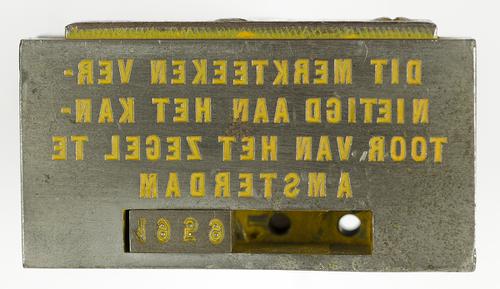 DIT MERKTEEKEN VER-
NIETIGD AAN HET KAN-
TOOR VAN HET ZEGEL TE
AMSTERDAM